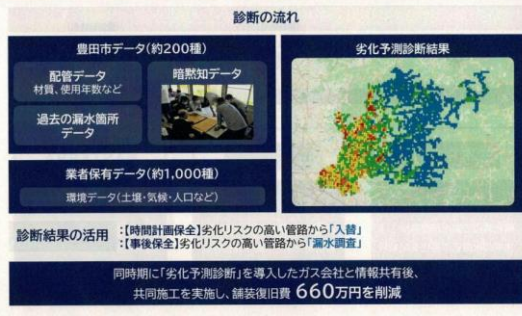 診断の流れ
豊田市データ(約200種)
配管データ
材質、使用年数など
暗黙知データ
過去の漏水箇所
データ
業者保有データ(約1,000種)
環境データ(土壌・気候・人口など)
劣化予測診断結果
診断結果の活用
:【時間計画保全】劣化リスクの高い管路から「入替」
:【事後保全】劣化リスクの高い管路から「漏水調査」
同時期に「劣化予測診断」を導入したガス会社と情報共有後、
共同施工を実施し、舗装復旧費 660万円を削減